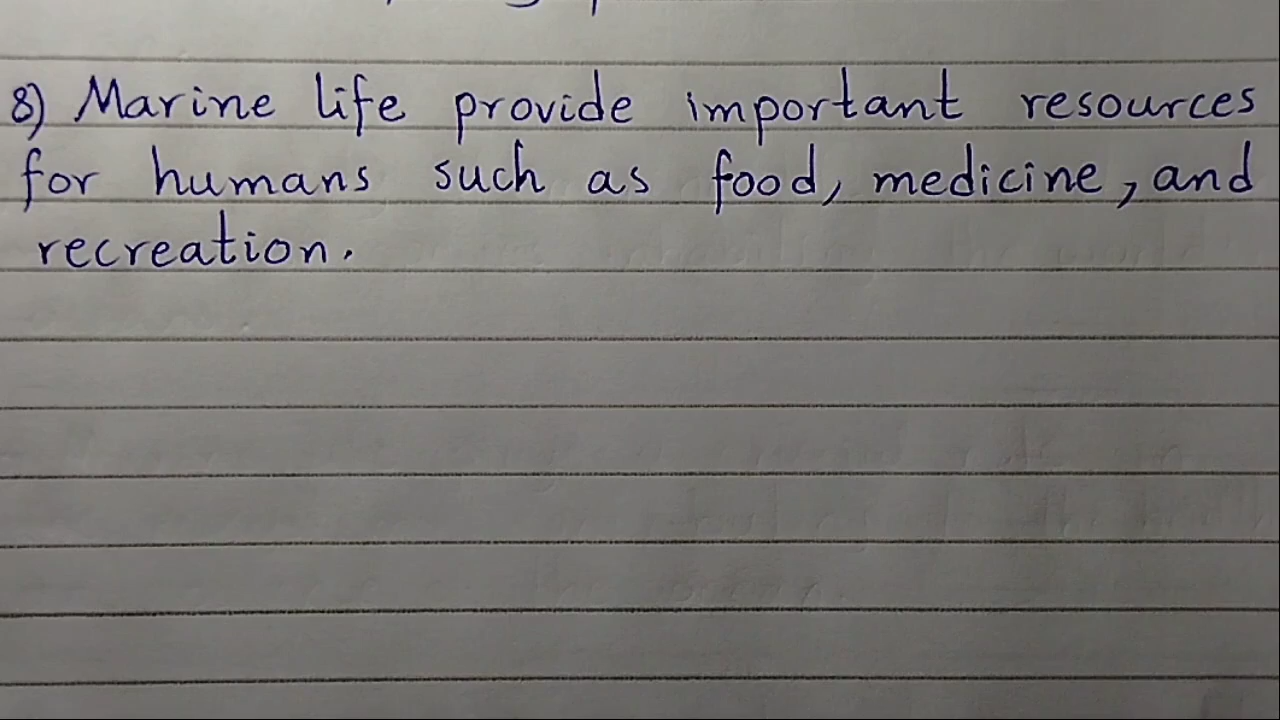 8) Marine life provide important resources
for humans such as food, medicine, and
recreation.